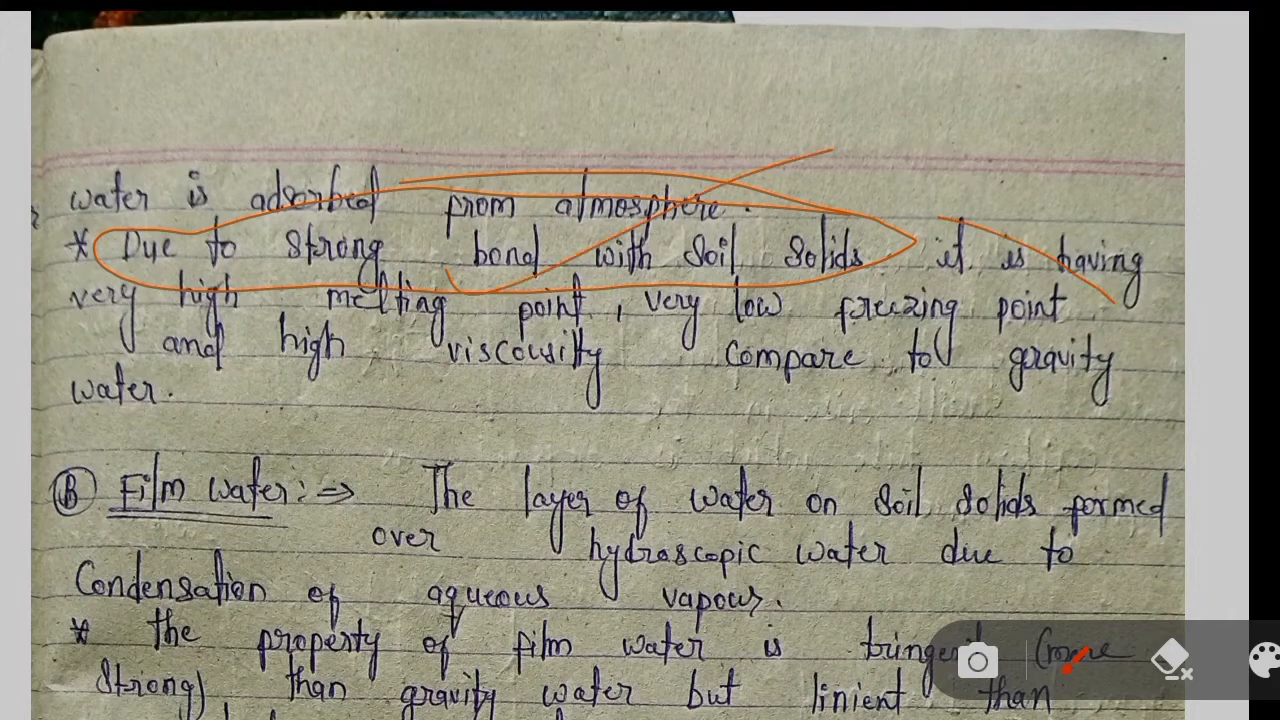 water is adsorbed from atmosphere.
* Due to strong bond with soil solids it is having
very high melting point, very low freezing point
and high viscousity compare to gravity
water.
(B) Film water :⇒ The layer of water on soil solids formed
over hydroscopic water due to
Condensation of aqueous vapour.
* the property of film water is (more
strong) than gravity water but linient than